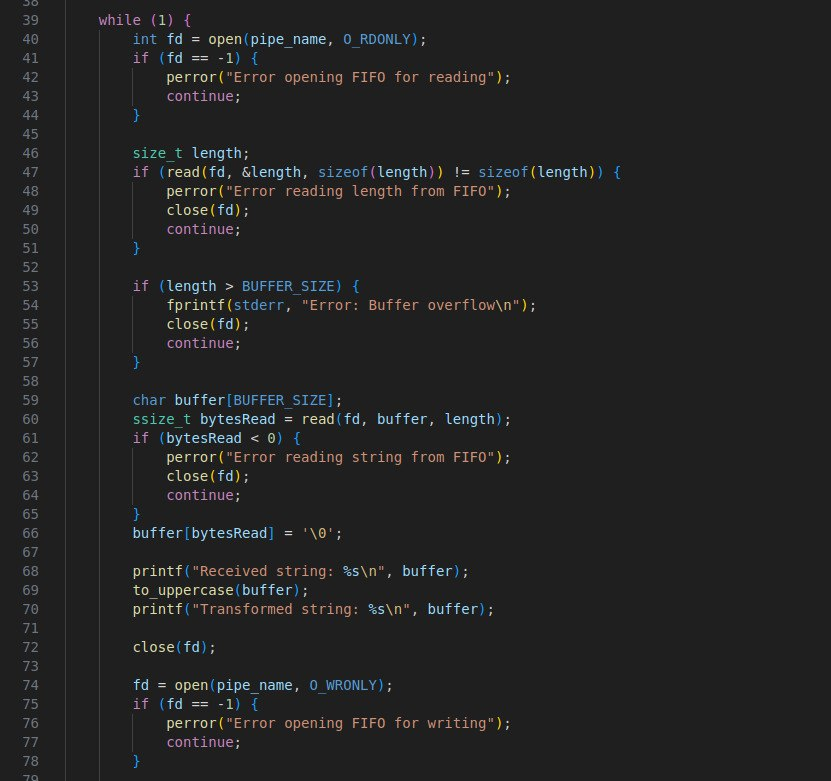 38
39 while (1) {
40 int fd = open(pipe_name, O_RDONLY);
41 if (fd == -1) {
42 perror("Error opening FIFO for reading");
43 continue;
44 }
45
46 size_t length;
47 if (read(fd, &length, sizeof(length)) != sizeof(length)) {
48 perror("Error reading length from FIFO");
49 close(fd);
50 continue;
51 }
52
53 if (length > BUFFER_SIZE) {
54 fprintf(stderr, "Error: Buffer overflow\n");
55 close(fd);
56 continue;
57 }
58
59 char buffer[BUFFER_SIZE];
60 ssize_t bytesRead = read(fd, buffer, length);
61 if (bytesRead < 0) {
62 perror("Error reading string from FIFO");
63 close(fd);
64 continue;
65 }
66 buffer[bytesRead] = '\0';
67
68 printf("Received string: %s\n", buffer);
69 to_uppercase(buffer);
70 printf("Transformed string: %s\n", buffer);
71
72 close(fd);
73
74 fd = open(pipe_name, O_WRONLY);
75 if (fd == -1) {
76 perror("Error opening FIFO for writing");
77 continue;
78 }
79